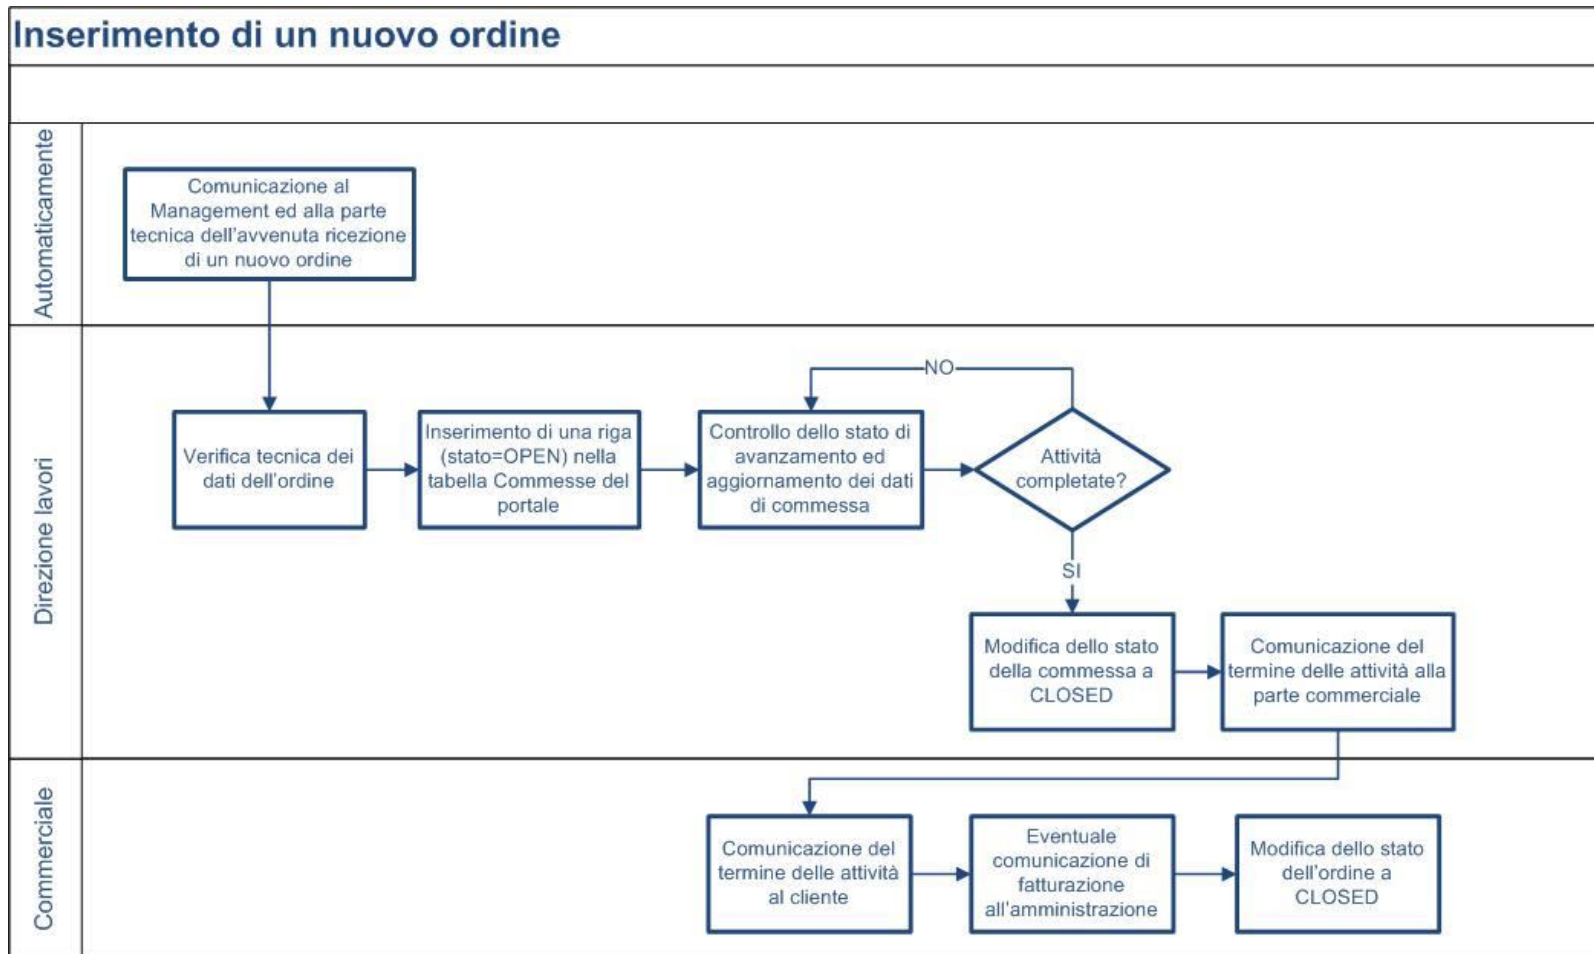 Inserimento di un nuovo ordine
Automaticamente
Comunicazione al
Management ed alla parte
tecnica dell'avvenuta ricezione
di un nuovo ordine
Direzione lavori
Verifica tecnica dei
dati dell'ordine
Inserimento di una riga
(stato=OPEN) nella
tabella Commesse del
portale
Controllo dello stato di
avanzamento ed
aggiornamento dei dati
di commessa
NO
Attività
completate?
SI
Modifica dello stato
della commessa a
CLOSED
Comunicazione del
termine delle attività alla
parte commerciale
Commerciale
Comunicazione del
termine delle attività
al cliente
Eventuale
comunicazione di
fatturazione
all'amministrazione
Modifica dello stato
dell'ordine a
CLOSED